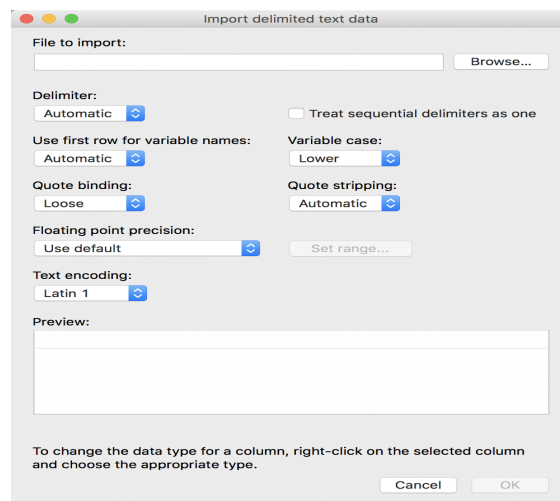 Import delimited text data
File to import:
Browse...
Delimiter:
Automatic
Treat sequential delimiters as one
Use first row for variable names:
Variable case:
Automatic
Lower
Quote binding:
Quote stripping:
Loose
Automatic
Floating point precision:
Use default
Set range...
Text encoding:
Latin 1
Preview:
To change the data type for a column, right-click on the selected column
and choose the appropriate type.
Cancel
OK